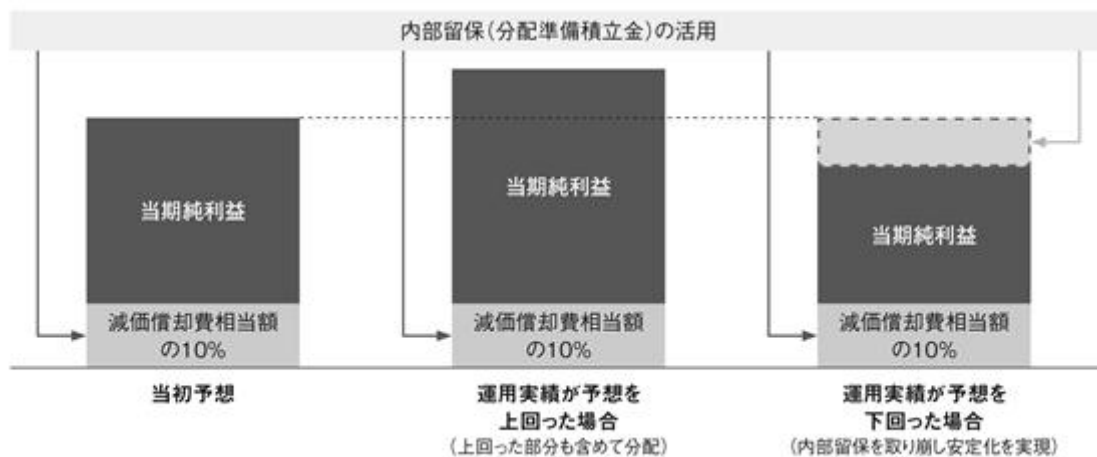 内部留保(分配準備積立金)の活用
当期純利益
減価償却費相当額
の10%
当初予想
当期純利益
減価償却費相当額
の10%
運用実績が予想を
上回った場合
(上回った部分も含めて分配)
当期純利益
減価償却費相当額
の10%
運用実績が予想を
下回った場合
(内部留保を取り崩し安定化を実現)